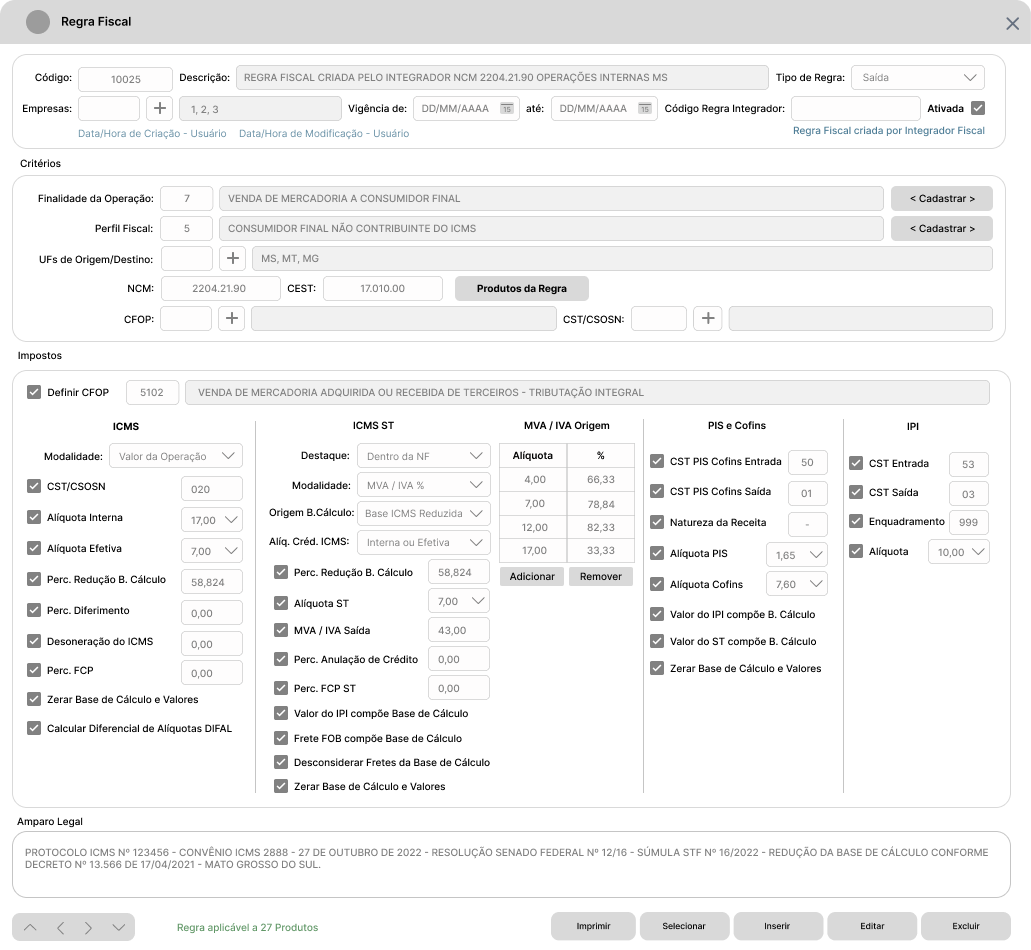 Regra Fiscal
Código: 10025 Descrição: REGRA FISCAL CRIADA PELO INTEGRADOR NCM 2204.21.90 OPERAÇÕES INTERNAS MS Tipo de Regra: Saída
Empresas: 1, 2, 3 Vigência de: DD/MM/AAAA 15 até: DD/MM/AAAA 15 Código Regra Integrador: Ativada
Data/Hora de Criação - Usuário Data/Hora de Modificação - Usuário Regra Fiscal criada por Integrador Fiscal
Critérios
Finalidade da Operação: 7 VENDA DE MERCADORIA A CONSUMIDOR FINAL < Cadastrar >
Perfil Fiscal: 5 CONSUMIDOR FINAL NÃO CONTRIBUINTE DO ICMS < Cadastrar >
UFs de Origem/Destino: MS, MT, MG
NCM: 2204.21.90 CEST: 17.010.00 Produtos da Regra
CFOP: CST/CSOSN:
Impostos
Definir CFOP 5102 VENDA DE MERCADORIA ADQUIRIDA OU RECEBIDA DE TERCEIROS - TRIBUTAÇÃO INTEGRAL
ICMS
Modalidade: Valor da Operação
CST/CSOSN 020
Alíquota Interna 17,00
Alíquota Efetiva 7,00
Perc. Redução B. Cálculo 58,824
Perc. Diferimento 0,00
Desoneração do ICMS 0,00
Perc. FCP 0,00
Zerar Base de Cálculo e Valores
Calcular Diferencial de Alíquotas DIFAL
ICMS ST
Destaque: Dentro da NF
Modalidade: MVA / IVA %
Origem B.Cálculo: Base ICMS Reduzida
Alíq. Créd. ICMS: Interna ou Efetiva
Perc. Redução B. Cálculo 58,824
Alíquota ST 7,00
MVA / IVA Saída 43,00
Perc. Anulação de Crédito 0,00
Perc. FCP ST 0,00
Valor do IPI compõe Base de Cálculo
Frete FOB compõe Base de Cálculo
Desconsiderar Fretes da Base de Cálculo
Zerar Base de Cálculo e Valores
MVA / IVA Origem
Alíquota %
4,00 66,33
7,00 78,84
12,00 82,33
17,00 33,33
Adicionar Remover
PIS e Cofins
CST PIS Cofins Entrada 50
CST PIS Cofins Saída 01
Natureza da Receita -
Alíquota PIS 1,65
Alíquota Cofins 7,60
Valor do IPI compõe B. Cálculo
Valor do ST compõe B. Cálculo
Zerar Base de Cálculo e Valores
IPI
CST Entrada 53
CST Saída 03
Enquadramento 999
Alíquota 10,00
Amparo Legal
PROTOCOLO ICMS Nº 123456 - CONVÊNIO ICMS 2888 - 27 DE OUTUBRO DE 2022 - RESOLUÇÃO SENADO FEDERAL Nº 12/16 - SÚMULA STF Nº 16/2022 - REDUÇÃO DA BASE DE CÁLCULO CONFORME
DECRETO Nº 13.566 DE 17/04/2021 - MATO GROSSO DO SUL.
Regra aplicável a 27 Produtos Imprimir Selecionar Inserir Editar Excluir